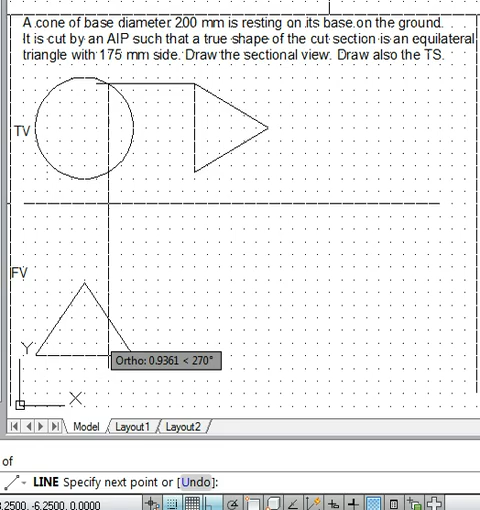 A cone of base diameter 200 mm is resting on its base on the ground.
It is cut by an AIP such that a true shape of the cut section is an equilateral
triangle with 175 mm side. Draw the sectional view. Draw also the TS.
TV
FV
Y
Ortho: 0.9361 < 270°
X
Model Layout1 Layout2
of
LINE Specify next point or [Undo]:
3.2500, -6.2500, 0.0000